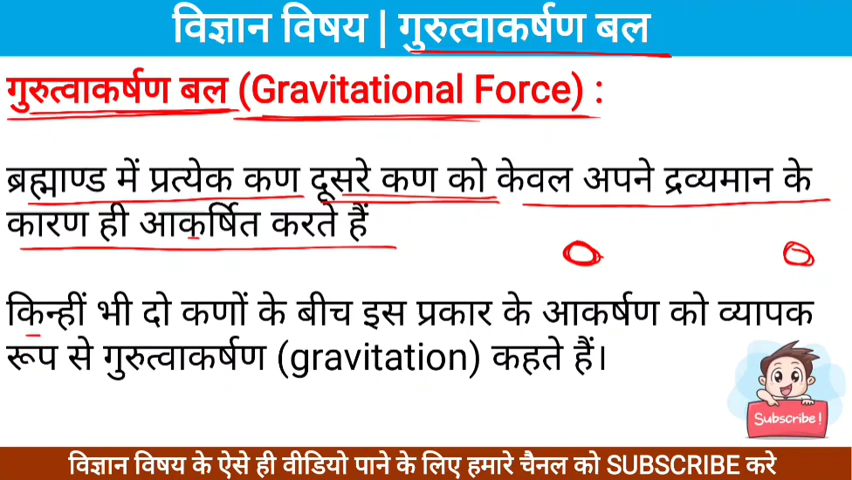 विज्ञान विषय | गुरुत्वाकर्षण बल
गुरुत्वाकर्षण बल (Gravitational Force) :
ब्रह्माण्ड में प्रत्येक कण दूसरे कण को केवल अपने द्रव्यमान के
कारण ही आकर्षित करते हैं
किन्हीं भी दो कणों के बीच इस प्रकार के आकर्षण को व्यापक
रूप से गुरुत्वाकर्षण (gravitation) कहते हैं।
Subscribe!
विज्ञान विषय के ऐसे ही वीडियो पाने के लिए हमारे चैनल को SUBSCRIBE करे